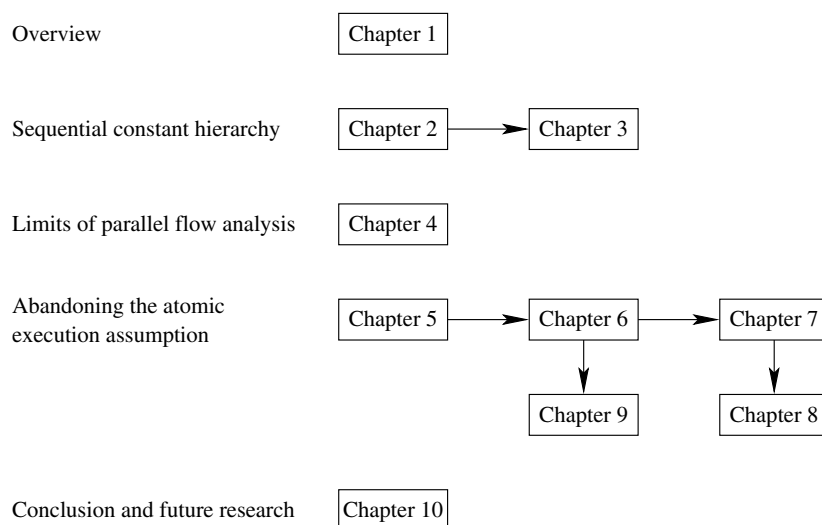 Overview
Chapter 1
Sequential constant hierarchy
Chapter 2
Chapter 3
Limits of parallel flow analysis
Chapter 4
Abandoning the atomic
execution assumption
Chapter 5
Chapter 6
Chapter 7
Chapter 9
Chapter 8
Conclusion and future research
Chapter 10